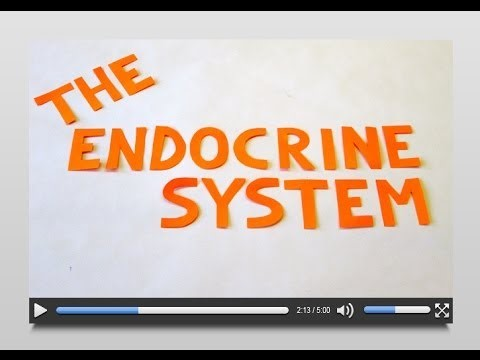 THE
ENDOCRINE
SYSTEM
2:13 / 5:00